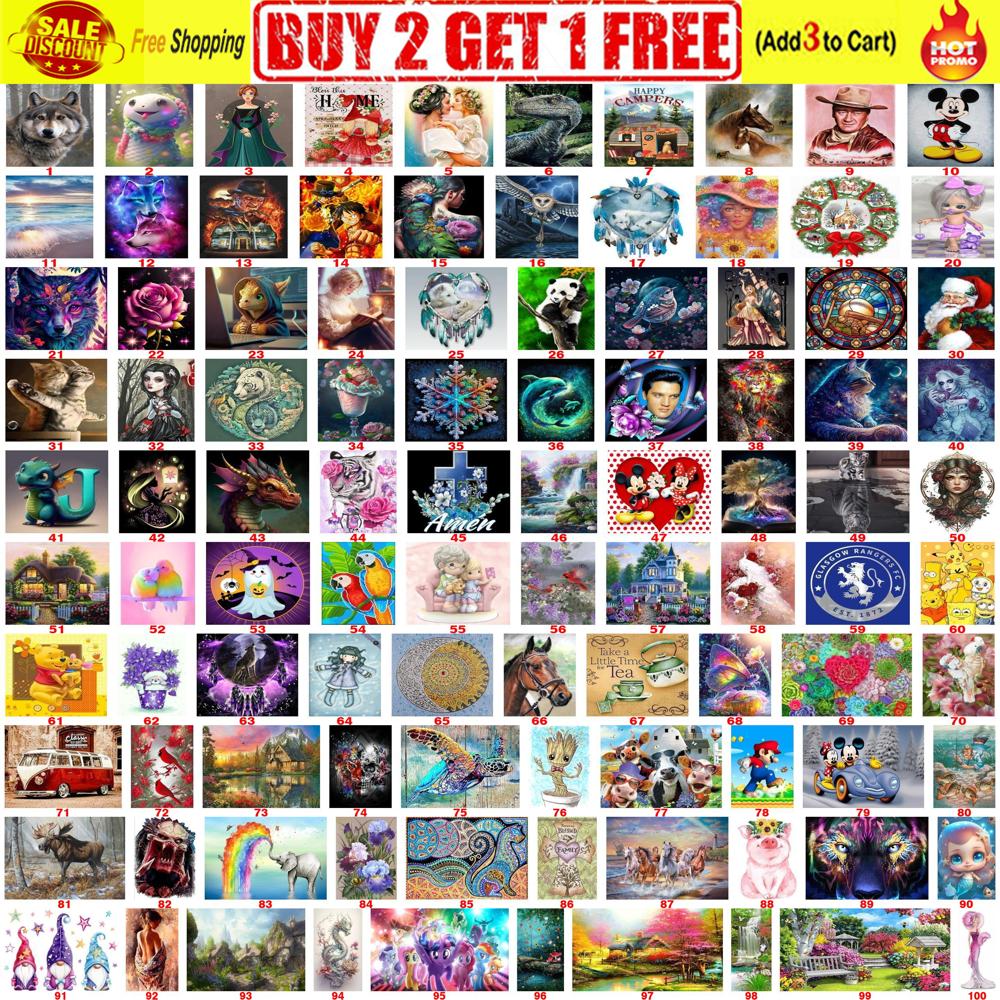 SALE
DISCOUNT
Free Shopping
BUY 2 GET 1 FREE
(Add 3 to Cart)
HOT
PROMO
Bless this
HOME
HAPPY
CAMPERS
1 2 3 4 5 6 7 8 9 10
11 12 13 14 15 16 17 18 19 20
21 22 23 24 25 26 27 28 29 30
31 32 33 34 35 36 37 38 39 40
J
Amen
41 42 43 44 45 46 47 48 49 50
GLASGOW RANGERS FC
EST. 1872
51 52 53 54 55 56 57 58 59 60
Take a
Little Time
for
Tea
61 62 63 64 65 66 67 68 69 70
Classic
71 72 73 74 75 76 77 78 79 80
FAMILY
81 82 83 84 85 86 87 88 89 90
91 92 93 94 95 96 97 98 99 100